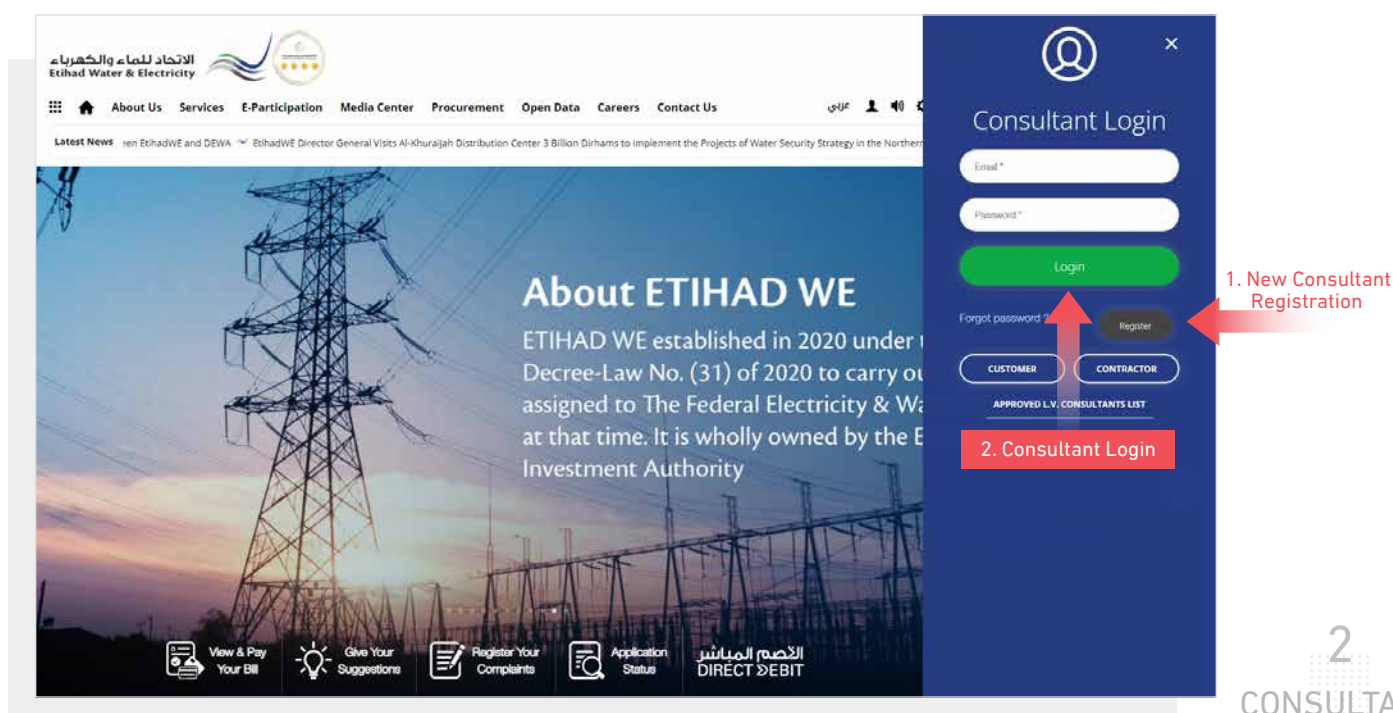 الاتحاد للماء والكهرباء
Etihad Water & Electricity
About Us Services E-Participation Media Center Procurement Open Data Careers Contact Us عربي
Latest News EtihadWE and DEWA EtihadWE Director General Visits Al-Khuraijah Distribution Center 3 Billion Dirhams to implement the Projects of Water Security Strategy in the Northern
About ETIHAD WE
ETIHAD WE established in 2020 under
Decree-Law No. (31) of 2020 to carry
assigned to The Federal Electricity &
at that time. It is wholly owned by the
Investment Authority
View & Pay
Your Bill
Give Your
Suggestions
Register Your
Complaints
Application
Status
الخصم المباشر
DIRECT DEBIT
Consultant Login
Email *
Password *
Login
Forgot password ?
Register
CUSTOMER CONTRACTOR
APPROVED L.V. CONSULTANTS LIST
2. Consultant Login
1. New Consultant
Registration
2
CONSULTA